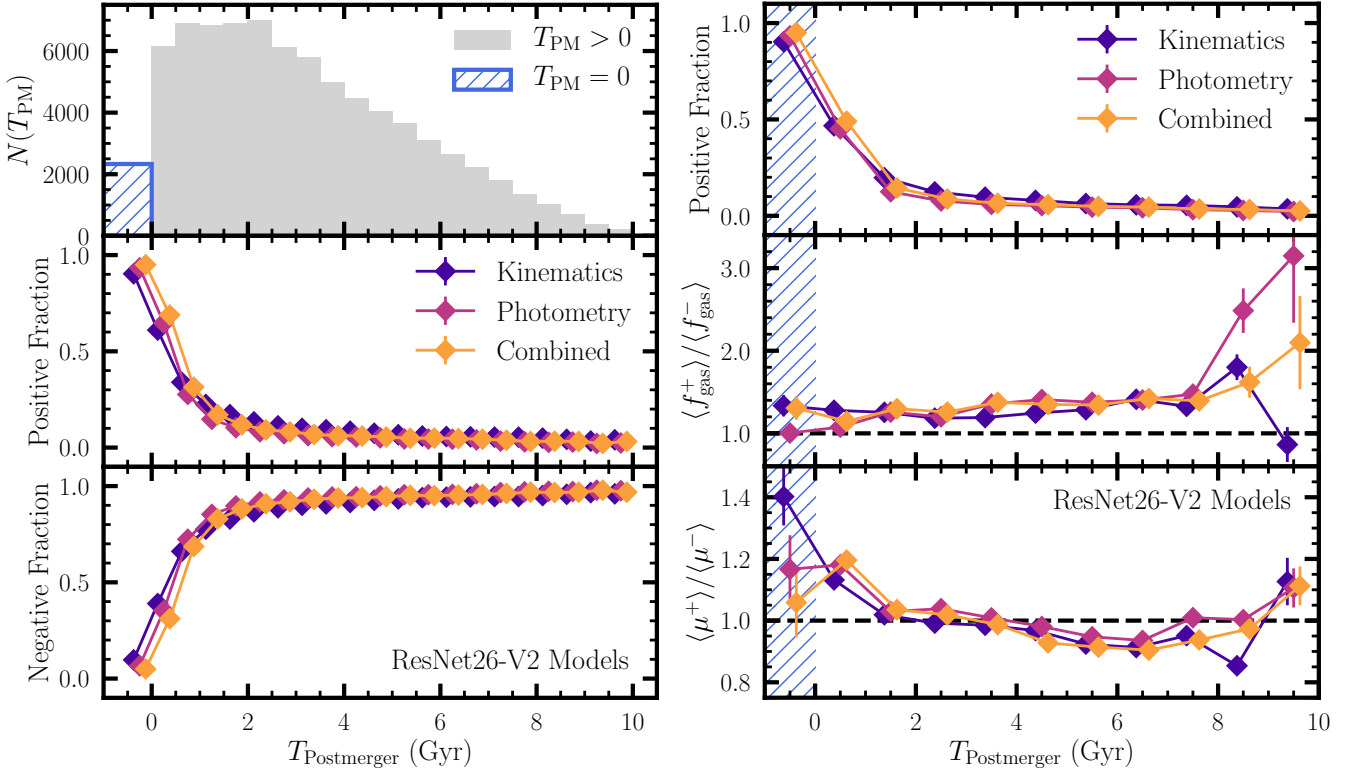 6000
4000
2000
0
N(T_PM)
T_PM > 0
T_PM = 0
1.0
0.5
0.0
Positive Fraction
Kinematics
Photometry
Combined
1.0
0.5
0.0
Negative Fraction
ResNet26-V2 Models
0 2 4 6 8 10
T_Postmerger (Gyr)
1.0
0.5
0.0
Positive Fraction
Kinematics
Photometry
Combined
3.0
2.0
1.0
⟨f_gas^+⟩/⟨f_gas^−⟩
1.4
1.2
1.0
0.8
⟨μ^+⟩/⟨μ^−⟩
ResNet26-V2 Models
0 2 4 6 8 10
T_Postmerger (Gyr)